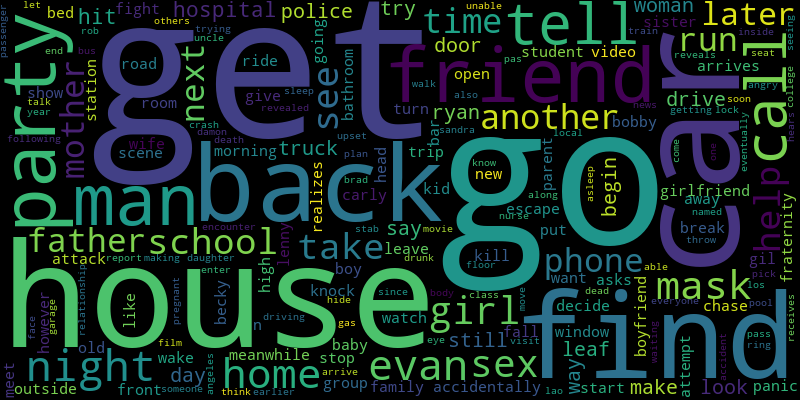 get
go
house
find
back
car
friend
man
party
call
tell
night
school
father
home
take
evan
sex
girl
phone
mask
another
time
run
later
help
mother
next
see
hospital
police
try
door
woman
sister
hit
bed
fight
others
trying
uncle
let
end
bus
rob
passenger
road
ride
going
student
video
unable
train
inside
seeing
station
show
talk
year
room
give
sleep
revealed
bathroom
open
pas
walk
turn
also
reveals
arrives
seat
angry
college
hears
drive
getting
lock
soon
eventually
news
following
wife
scene
damon
death
crash
upset
ryan
bobby
local
sandra
bar
morning
truck
plan
head
trip
parent
know
new
asleep
begin
come
one
realizes
brad
carly
kid
along
nurse
escape
girlfriend
away
named
break
throw
fraternity
stab
movie
say
put
attack
report
making
daughter
encounter
lenny
leave
drunk
kill
floor
want
asks
able
gil
pick
los
chase
however
relationship
pregnant
enter
high
boy
knock
hide
since
body
class
dead
everyone
pool
receives
like
becky
n
driving
gas
watch
eye
visit
move
still
fall
decide
window
boyfriend
waiting
accident
pass
ring
face
garage
old
film
wake
meanwhile
baby
stop
arrive
leaf
way
attempt
meet
outside
front
day
someone
angeles
think
earlier
group
family
accidentally
lao
start
make
look
panic